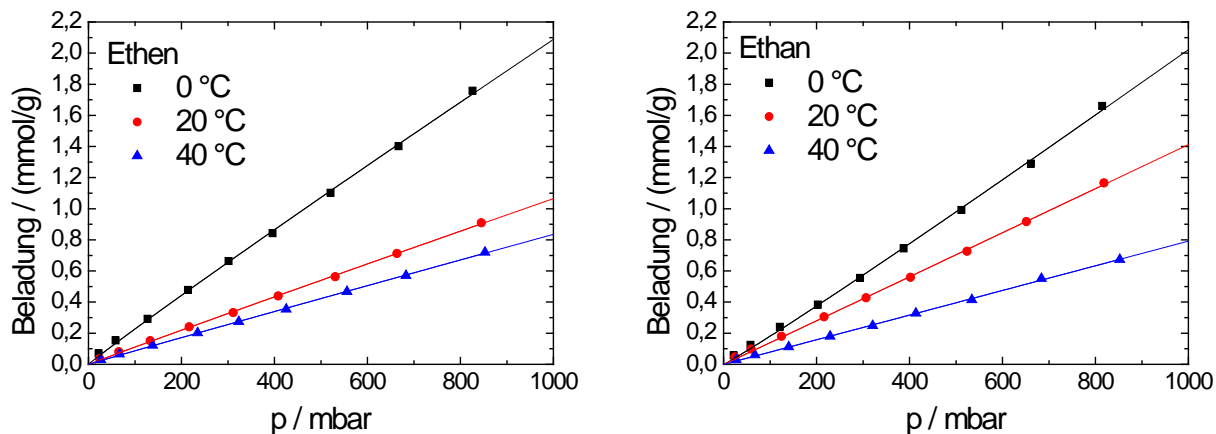 Ethen
0 °C
20 °C
40 °C
2,2
2,0
1,8
1,6
1,4
1,2
1,0
0,8
0,6
0,4
0,2
0,0
Beladung / (mmol/g)
0 200 400 600 800 1000
p / mbar
Ethan
0 °C
20 °C
40 °C
2,2
2,0
1,8
1,6
1,4
1,2
1,0
0,8
0,6
0,4
0,2
0,0
Beladung / (mmol/g)
0 200 400 600 800 1000
p / mbar